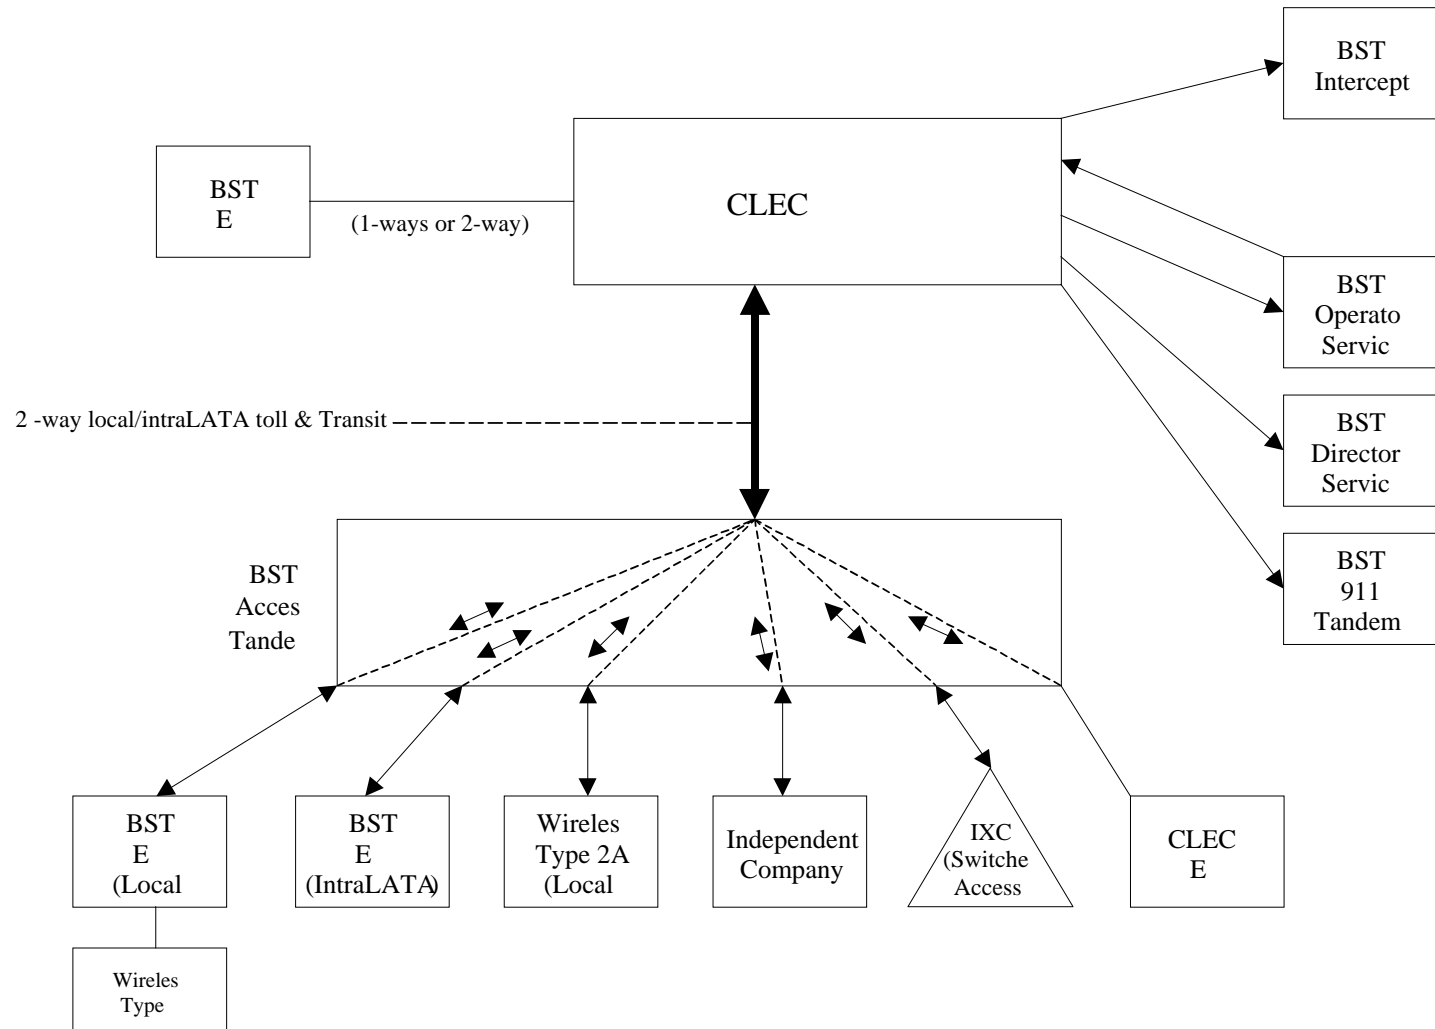 BST
Intercept
BST
E
(1-ways or 2-way)
CLEC
BST
Operato
Servic
2 -way local/intraLATA toll & Transit
BST
Director
Servic
BST
911
Tandem
BST
Acces
Tande
BST
E
(Local
BST
E
(IntraLATA)
Wireles
Type 2A
(Local
Independent
Company
IXC
(Switche
Access
CLEC
E
Wireles
Type